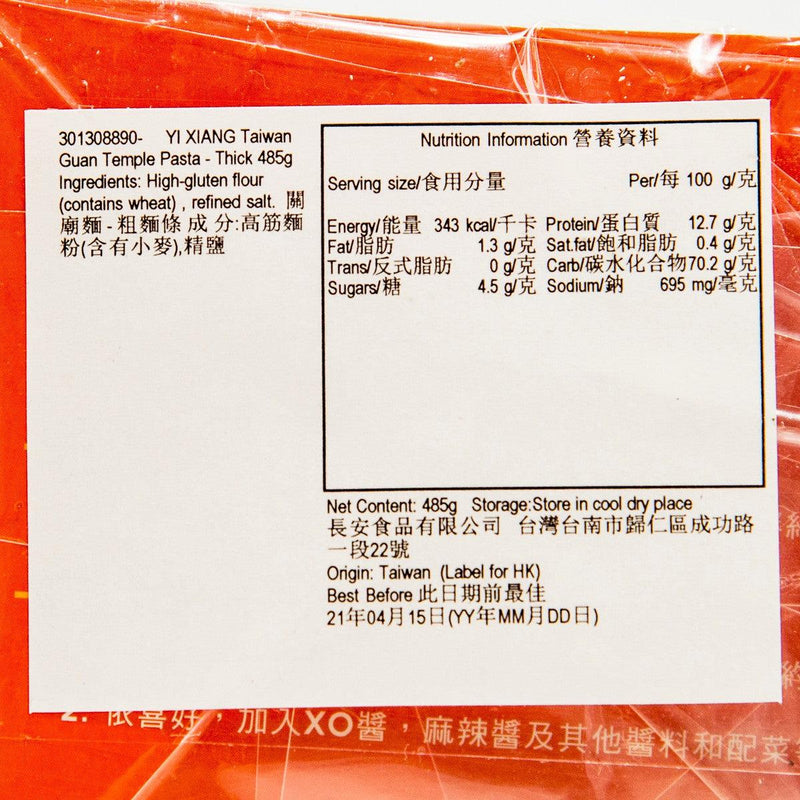 301308890- YI XIANG Taiwan
Guan Temple Pasta - Thick 485g
Ingredients: High-gluten flour
(contains wheat) , refined salt. 關
廟麵 - 粗麵條 成 分:高筋麵
粉(含有小麥),精鹽
Nutrition Information 營養資料
Serving size/食用分量 Per/每 100 g/克
Energy/能量 343 kcal/千卡 Protein/蛋白質 12.7 g/克
Fat/脂肪 1.3 g/克 Sat.fat/飽和脂肪 0.4 g/克
Trans/反式脂肪 0 g/克 Carb/碳水化合物70.2 g/克
Sugars/糖 4.5 g/克 Sodium/鈉 695 mg/毫克
Net Content: 485g Storage:Store in cool dry place
長安食品有限公司 台灣台南市歸仁區成功路
一段22號
Origin: Taiwan (Label for HK)
Best Before 此日期前最佳
21年04月15日(YY年MM月DD日)
2. 依喜好，加入XO醬，麻辣醬及其他醬料和配菜